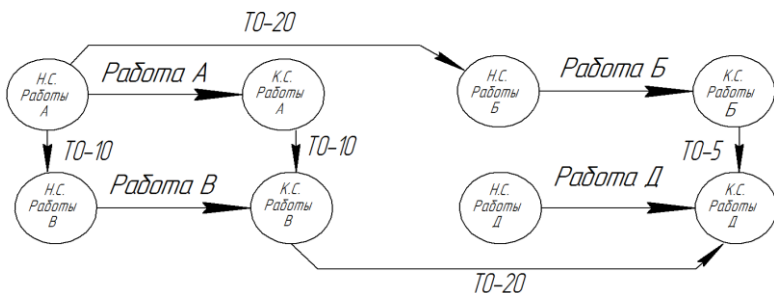 ТО-20
Работа А
Работа Б
Н.С.
Работы
А
К.С.
Работы
А
Н.С.
Работы
Б
К.С.
Работы
Б
ТО-10
ТО-10
ТО-5
Работа В
Работа Д
Н.С.
Работы
В
К.С.
Работы
В
Н.С.
Работы
Д
К.С.
Работы
Д
ТО-20